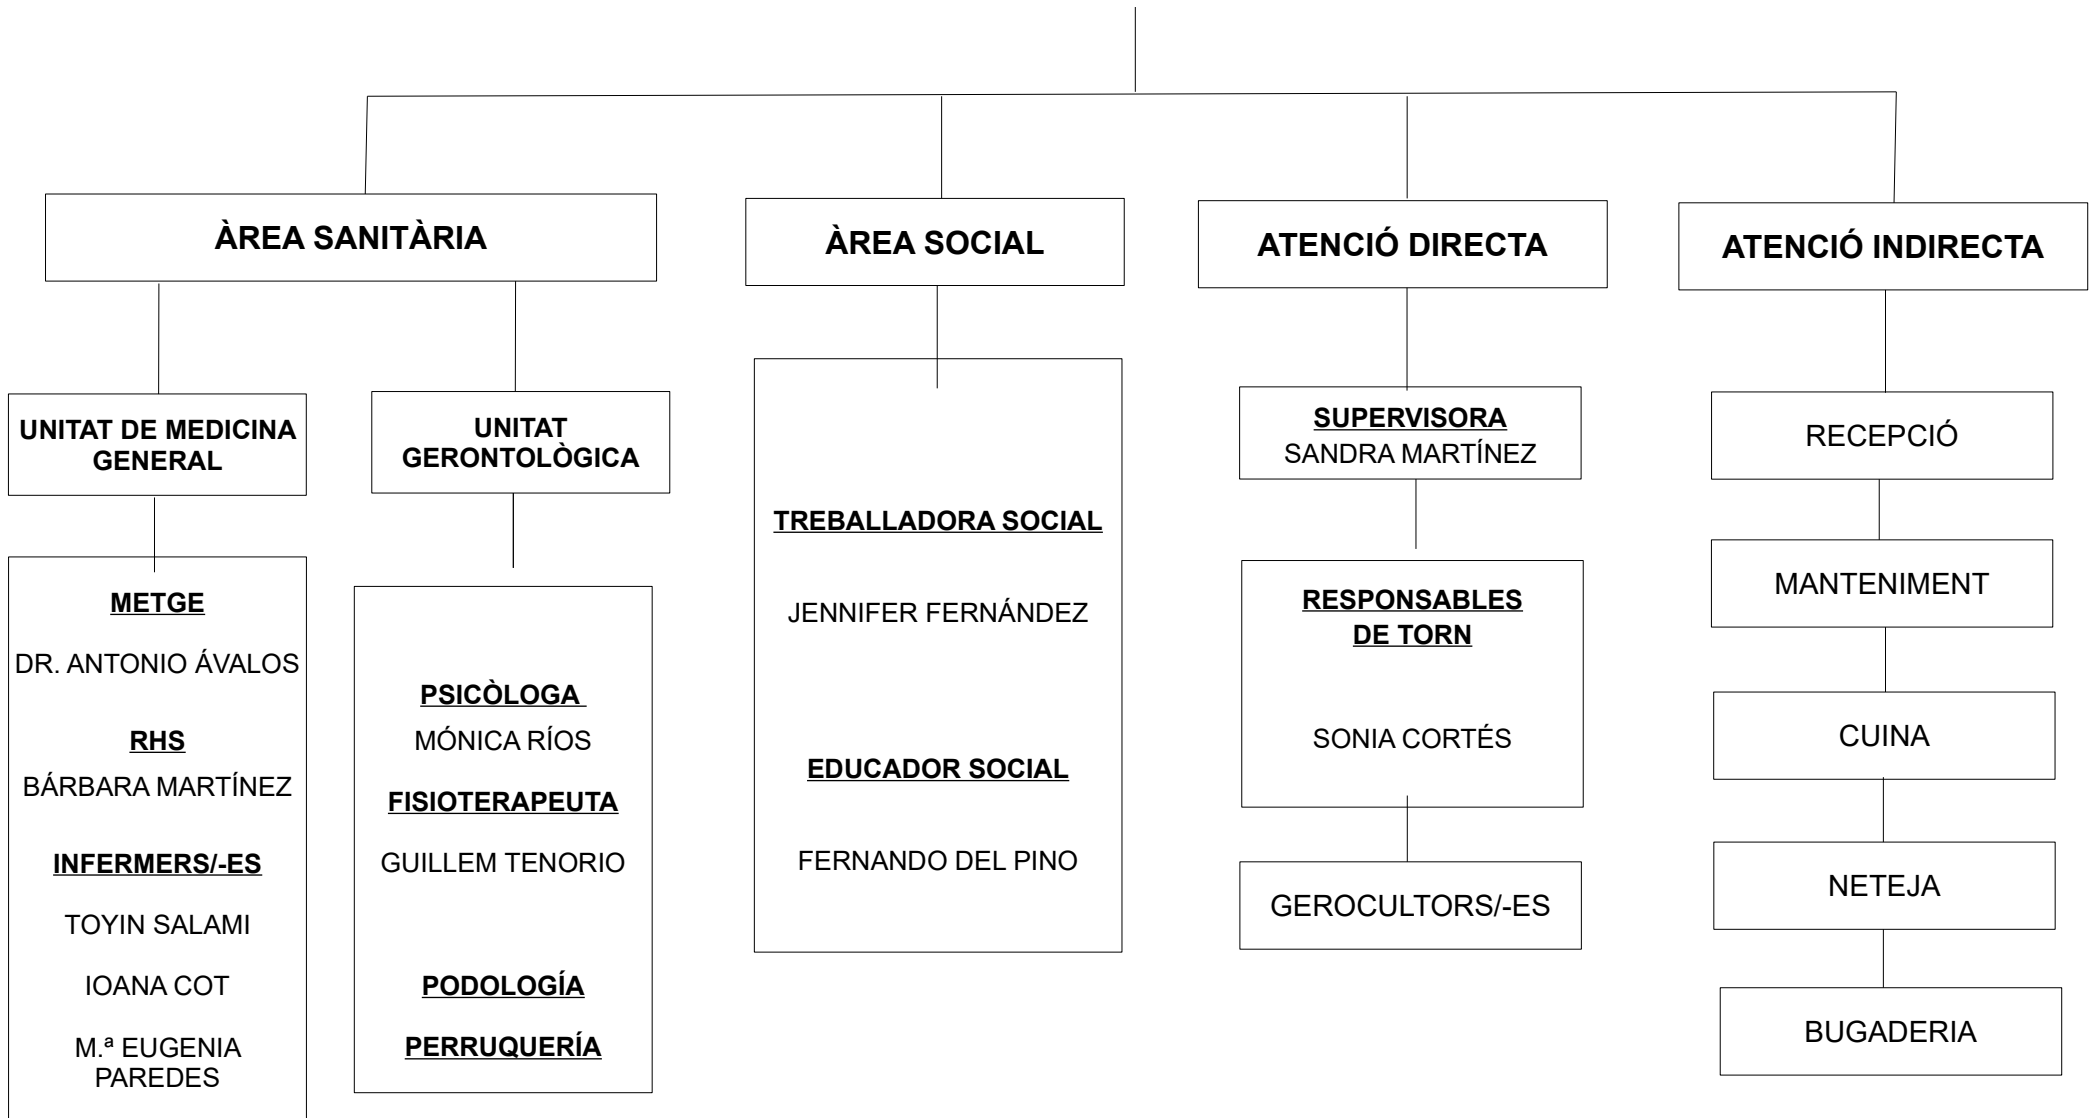 ÀREA SANITÀRIA
UNITAT DE MEDICINA
GENERAL
METGE
DR. ANTONIO ÁVALOS
RHS
BÁRBARA MARTÍNEZ
INFERMERS/-ES
TOYIN SALAMI
IOANA COT
M.ª EUGENIA
PAREDES
UNITAT
GERONTOLÒGICA
PSICÒLOGA
MÓNICA RÍOS
FISIOTERAPEUTA
GUILLEM TENORIO
PODOLOGÍA
PERRUQUERÍA
ÀREA SOCIAL
TREBALLADORA SOCIAL
JENNIFER FERNÁNDEZ
EDUCADOR SOCIAL
FERNANDO DEL PINO
ATENCIÓ DIRECTA
SUPERVISORA
SANDRA MARTÍNEZ
RESPONSABLES
DE TORN
SONIA CORTÉS
GEROCULTORS/-ES
ATENCIÓ INDIRECTA
RECEPCIÓ
MANTENIMENT
CUINA
NETEJA
BUGADERIA